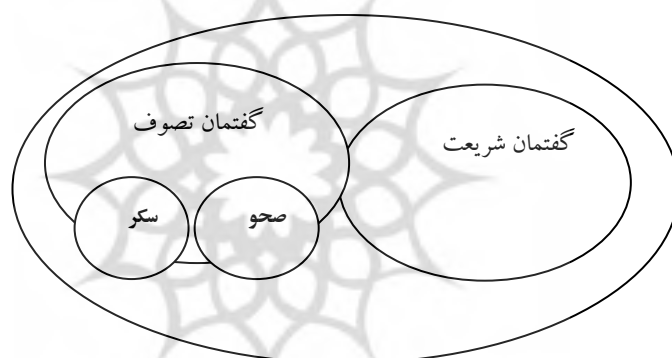 گفتمان تصوف
گفتمان شریعت
صحو
سکر